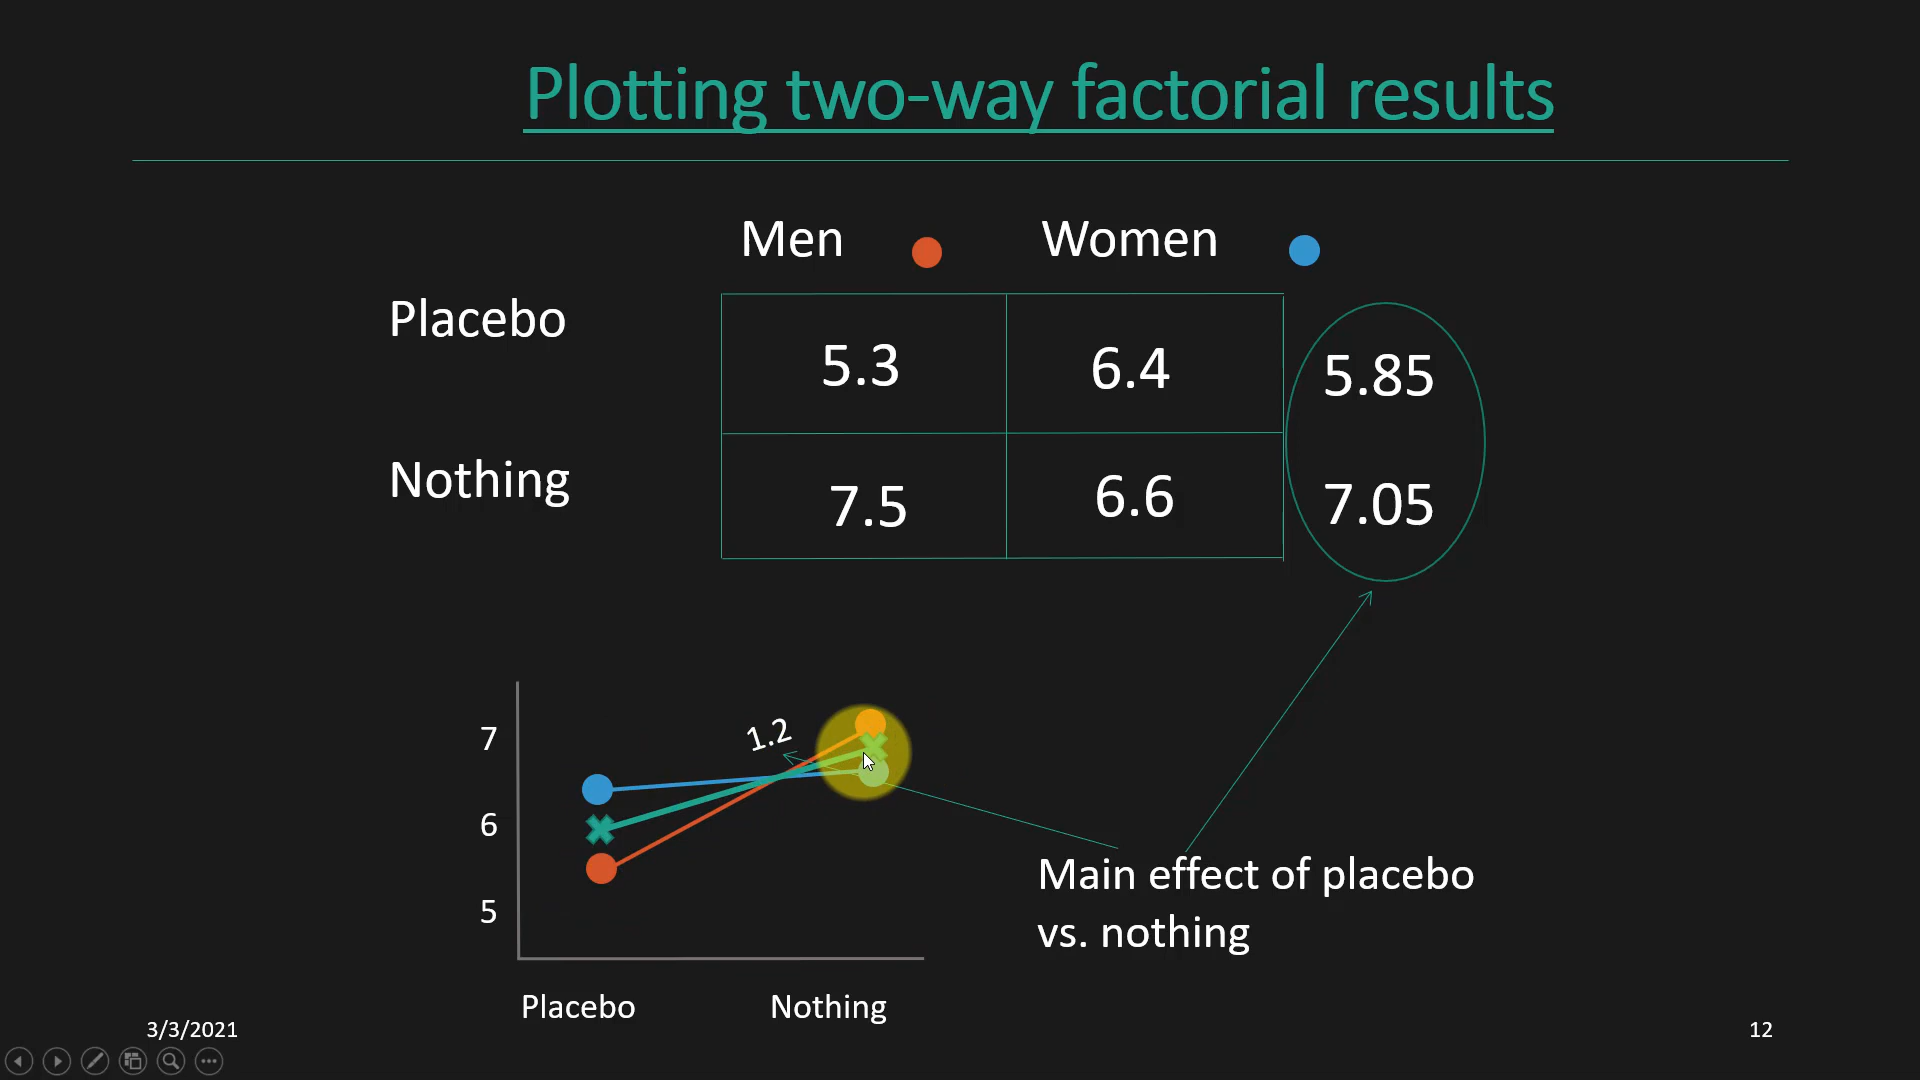 Plotting two-way factorial results
Men Women
Placebo
5.3 6.4 5.85
Nothing
7.5 6.6 7.05
1.2
7
6
5
Main effect of placebo
vs. nothing
Placebo Nothing
3/3/2021 12